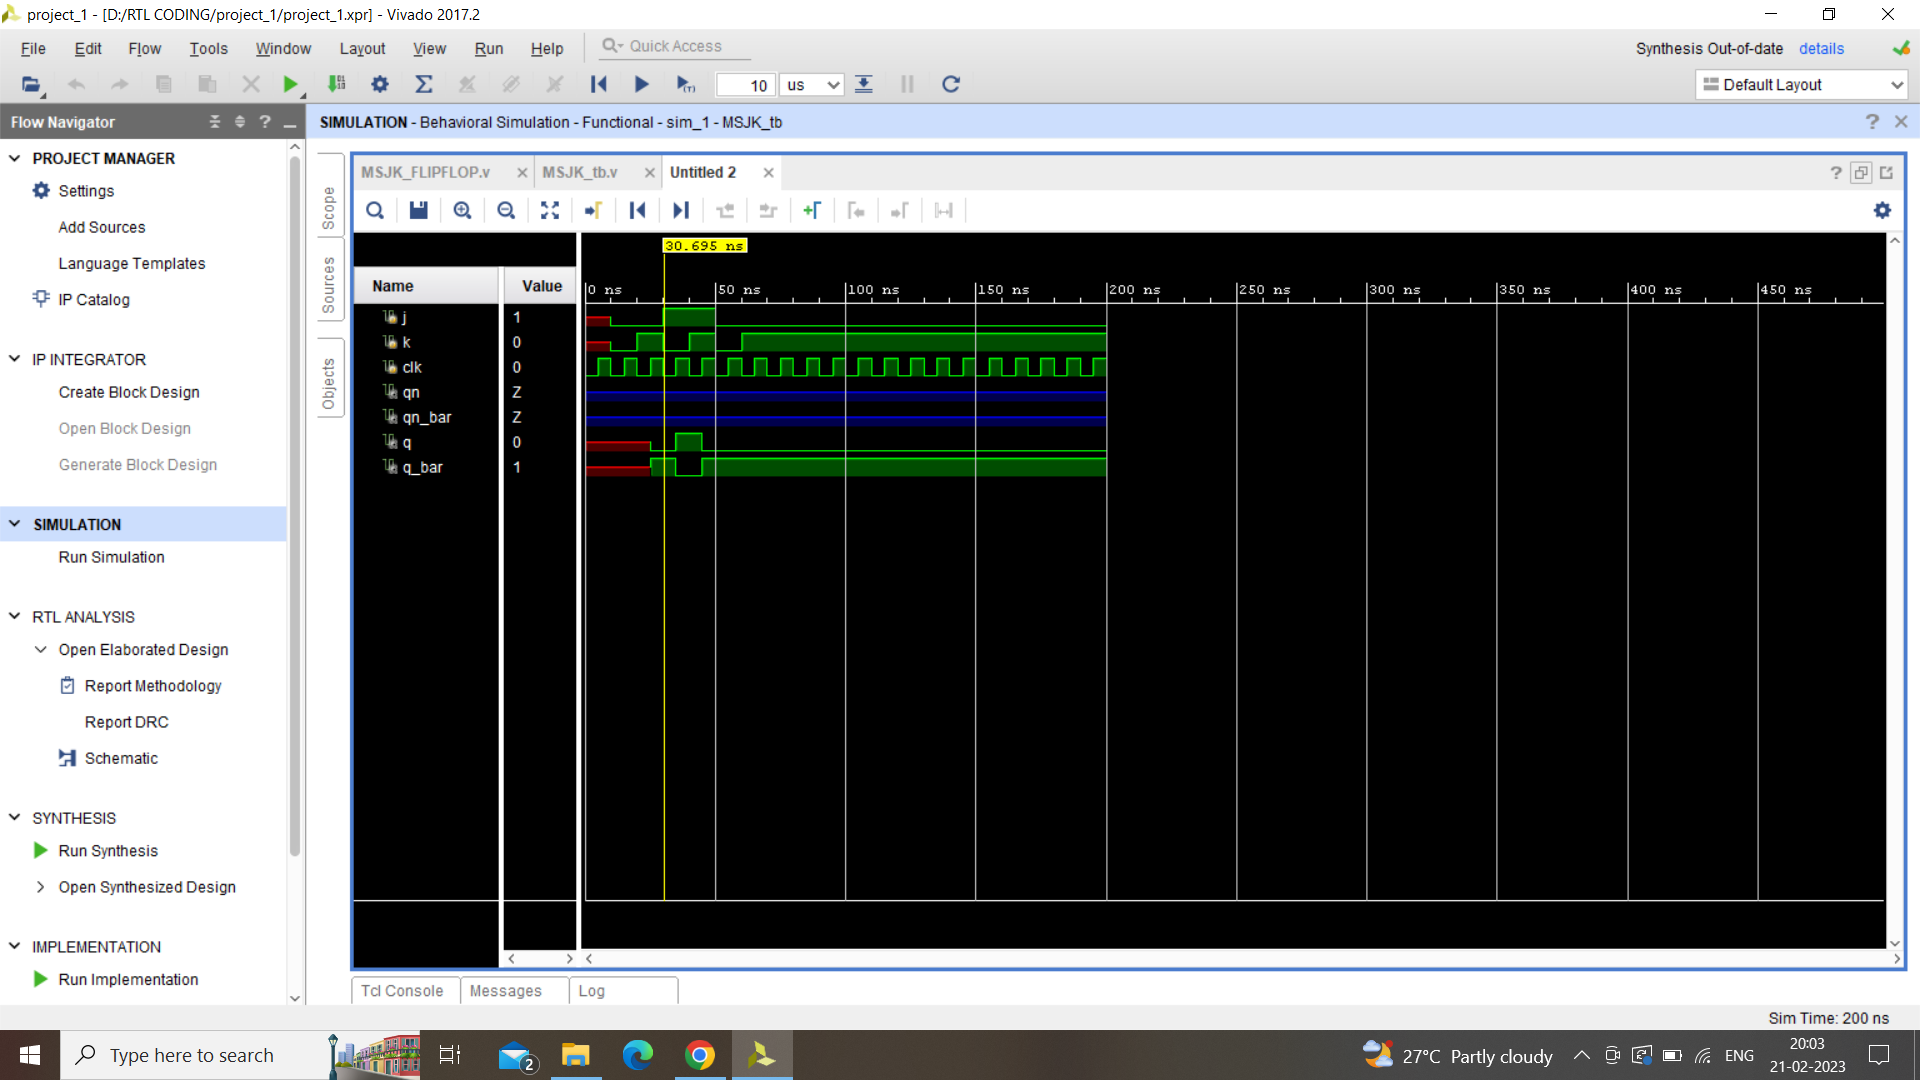 project_1 - [D:/RTL CODING/project_1/project_1.xpr] - Vivado 2017.2
File Edit Flow Tools Window Layout View Run Help Quick Access
Synthesis Out-of-date details
10 us
Default Layout
Flow Navigator
SIMULATION - Behavioral Simulation - Functional - sim_1 - MSJK_tb
PROJECT MANAGER
Settings
Add Sources
Language Templates
IP Catalog
IP INTEGRATOR
Create Block Design
Open Block Design
Generate Block Design
SIMULATION
Run Simulation
RTL ANALYSIS
Open Elaborated Design
Report Methodology
Report DRC
Schematic
SYNTHESIS
Run Synthesis
Open Synthesized Design
IMPLEMENTATION
Run Implementation
Scope
Sources
Objects
MSJK_FLIPFLOP.v MSJK_tb.v Untitled 2
30.695 ns
Name Value
0 ns 50 ns 100 ns 150 ns 200 ns 250 ns 300 ns 350 ns 400 ns 450 ns
j 1
k 0
clk 0
qn Z
qn_bar Z
q 0
q_bar 1
Tcl Console Messages Log
Sim Time: 200 ns
Type here to search
2
27°C Partly cloudy
ENG
20:03
21-02-2023